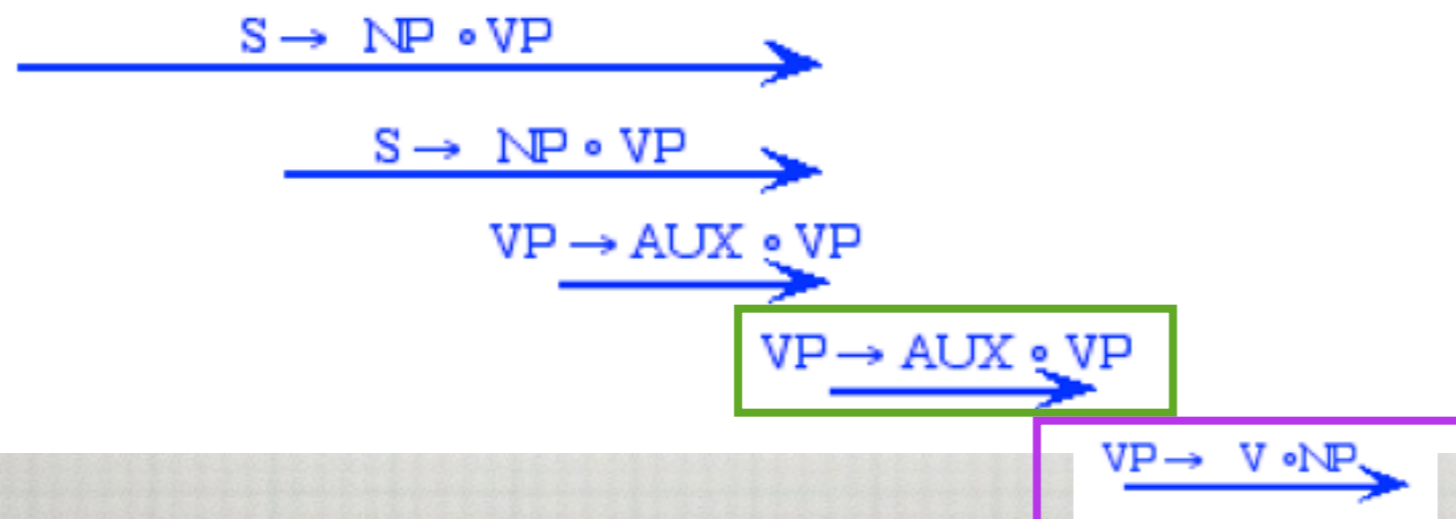 S → NP ∘ VP
S → NP ∘ VP
VP → AUX ∘ VP
VP → AUX ∘ VP
VP → V ∘ NP